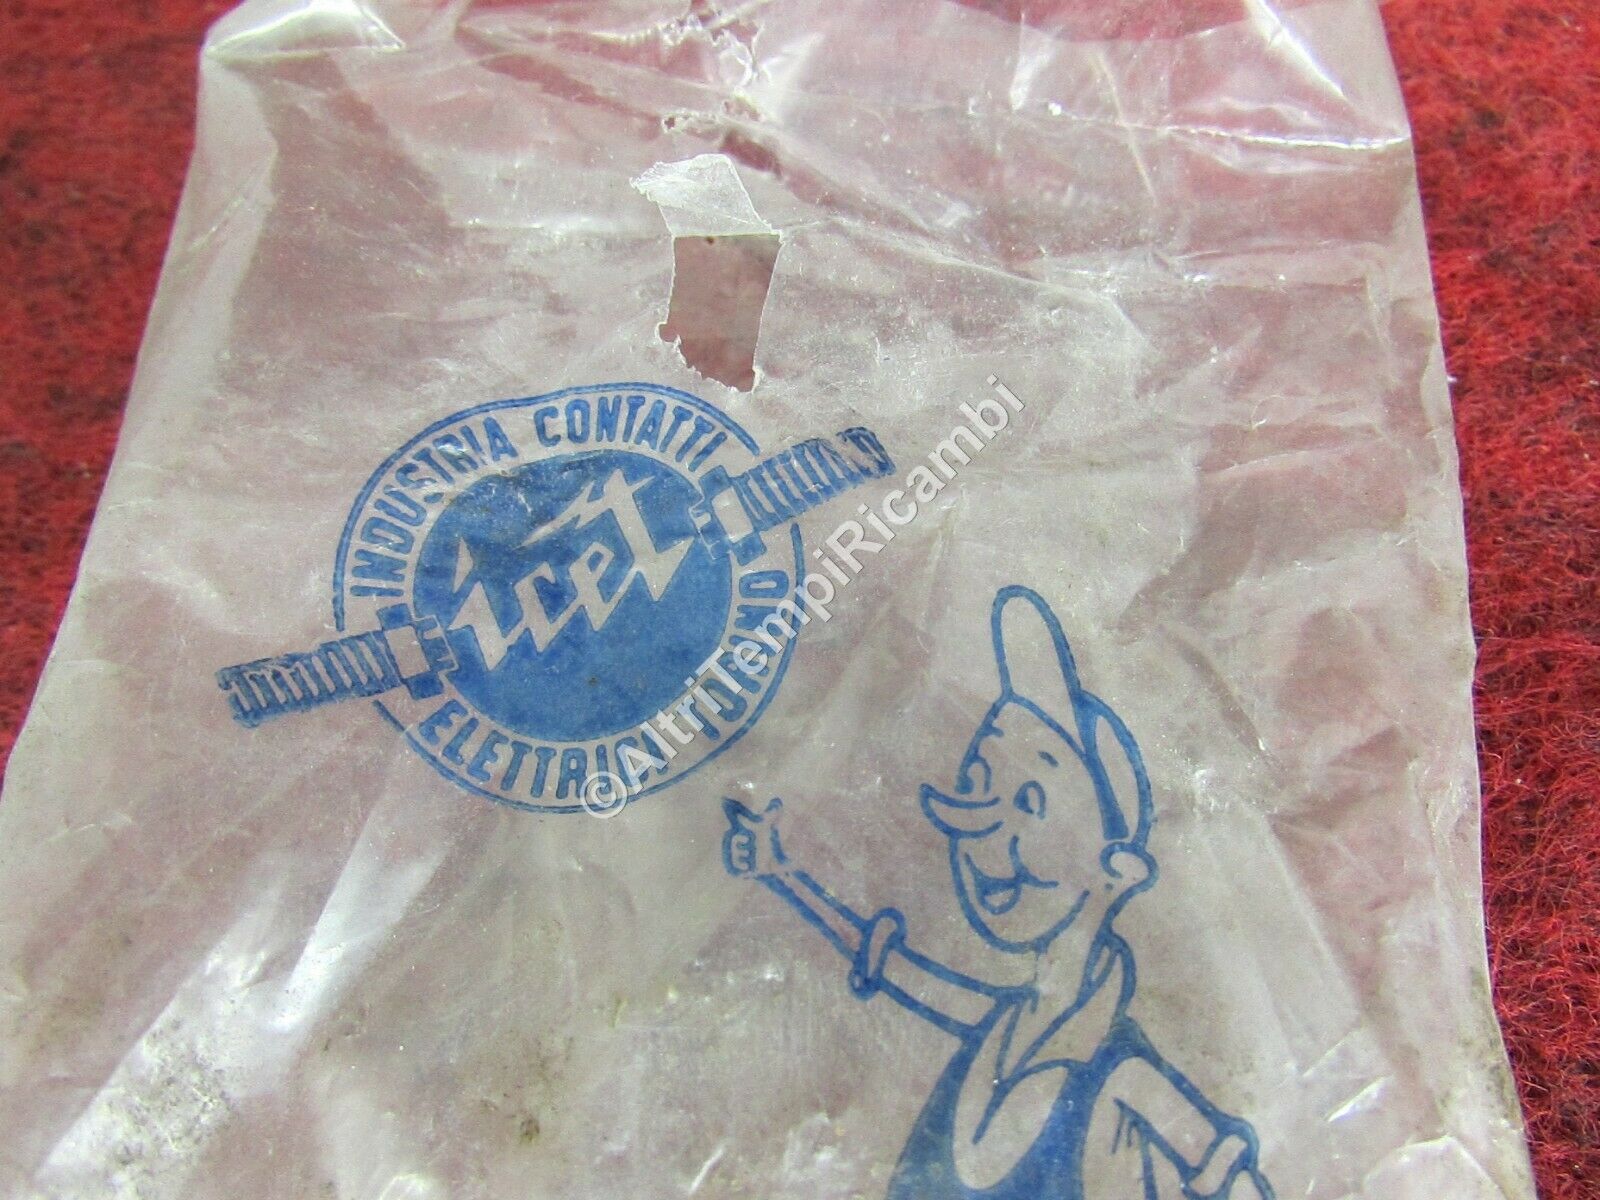 INDUSTRIA CONTATTI
icet
ELETTRICI TORINO
©AltriTempiRicambi